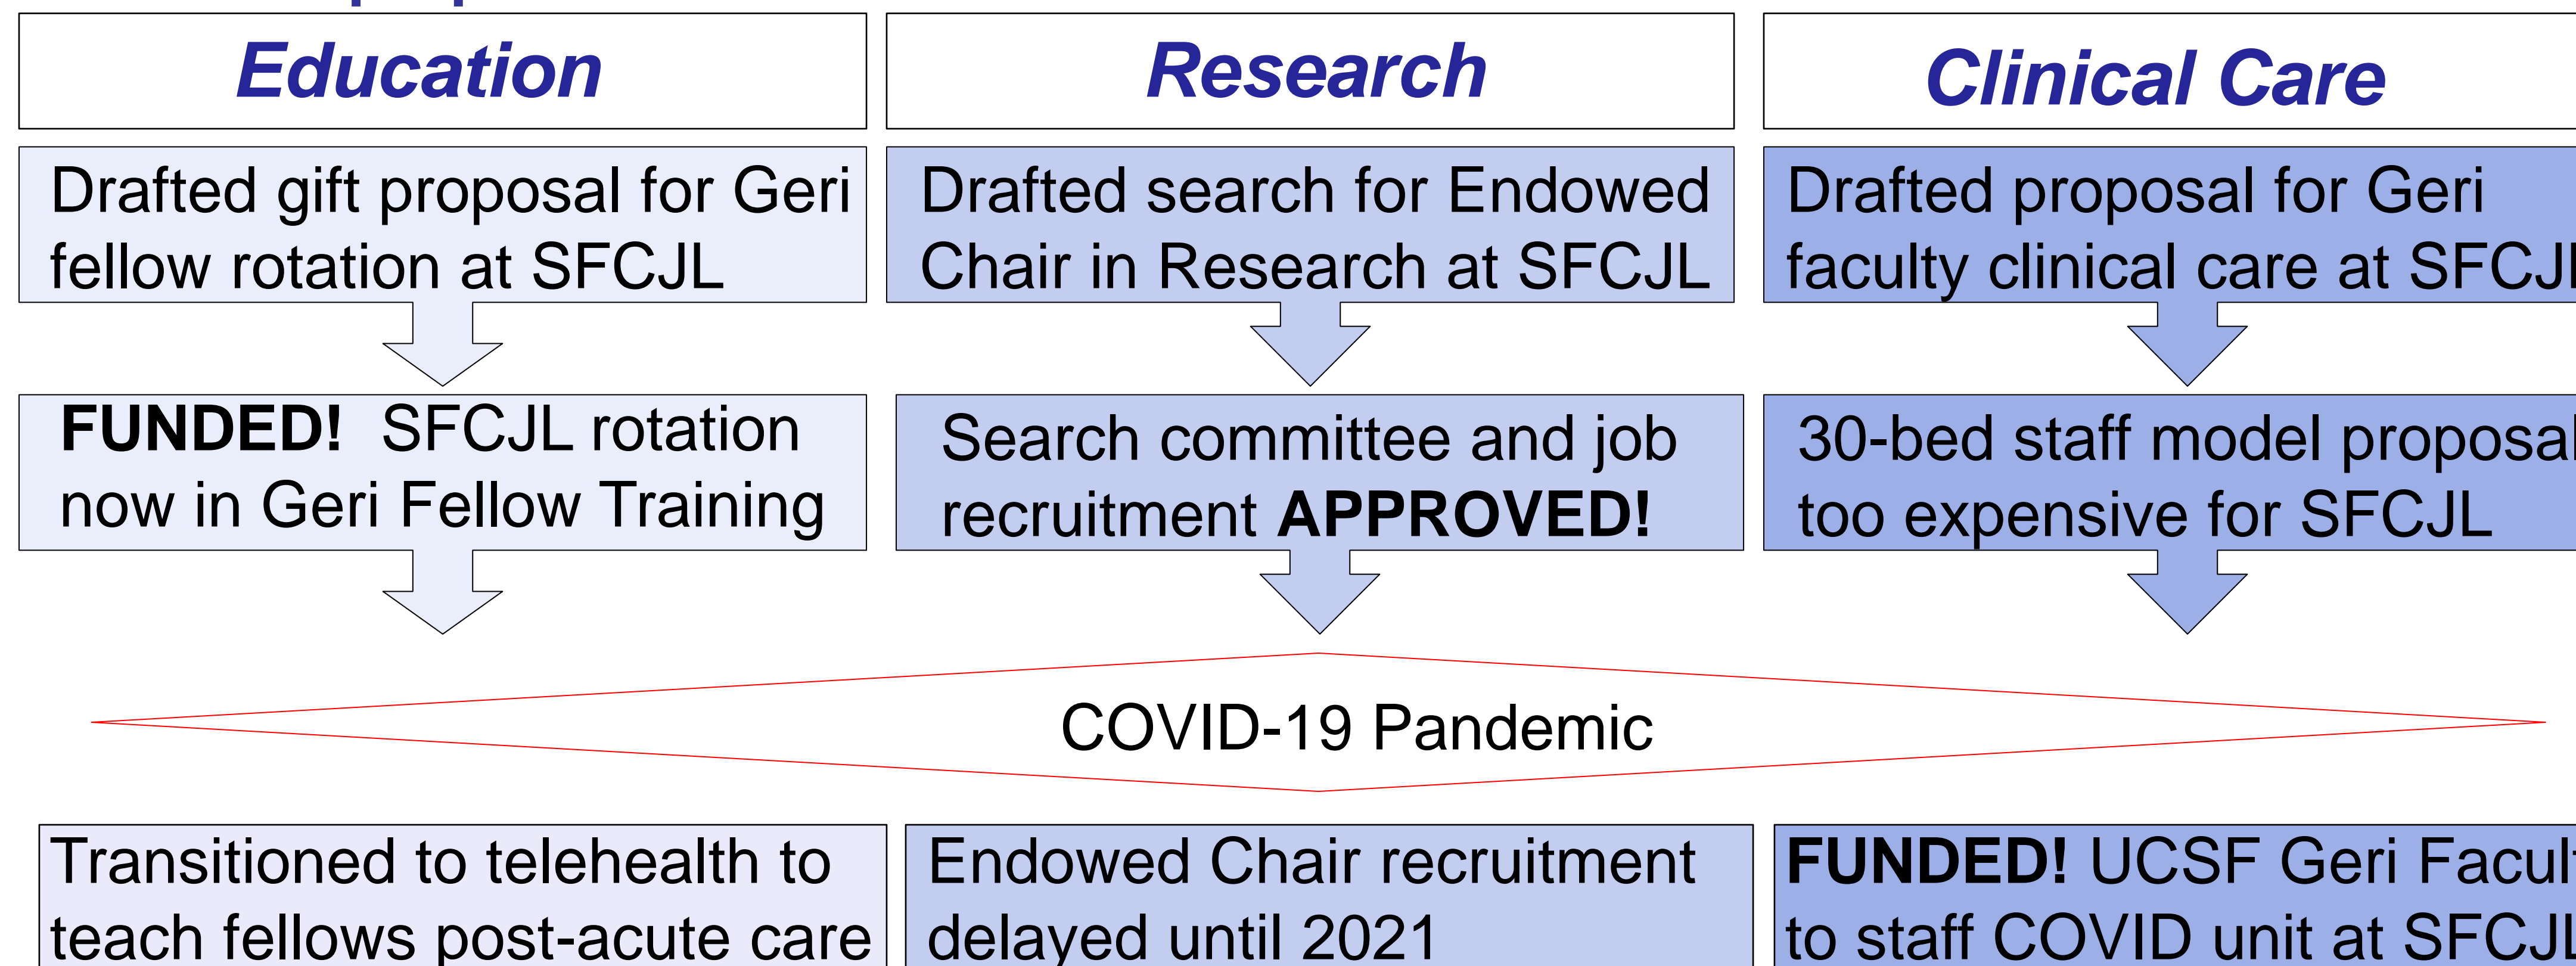 Education
Research
Clinical Care
Drafted gift proposal for Geri
fellow rotation at SFCJL
Drafted search for Endowed
Chair in Research at SFCJL
Drafted proposal for Geri
faculty clinical care at SFCJL
FUNDED! SFCJL rotation
now in Geri Fellow Training
Search committee and job
recruitment APPROVED!
30-bed staff model proposal
too expensive for SFCJL
COVID-19 Pandemic
Transitioned to telehealth to
teach fellows post-acute care
Endowed Chair recruitment
delayed until 2021
FUNDED! UCSF Geri Facult
to staff COVID unit at SFCJL